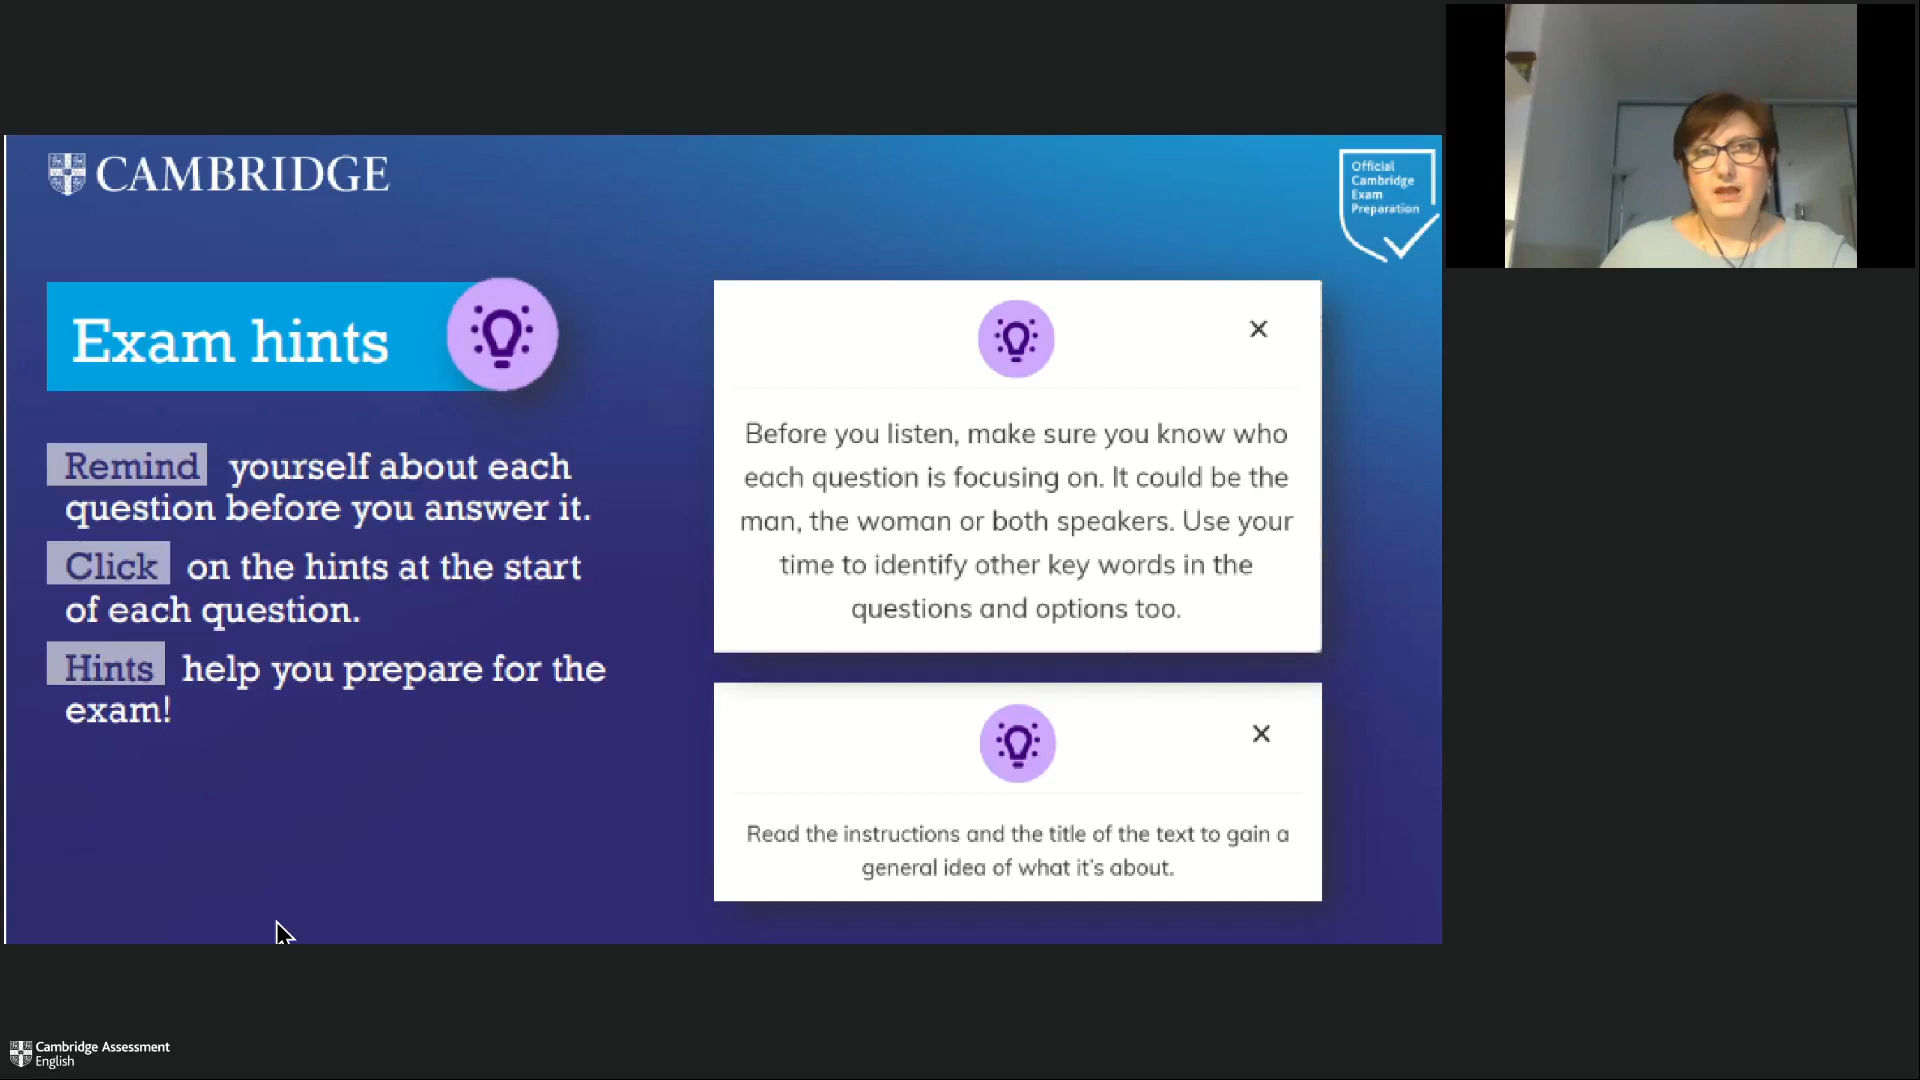 CAMBRIDGE
Official
Cambridge
Exam
Preparation
Exam hints
Remind yourself about each
question before you answer it.
Click on the hints at the start
of each question.
Hints help you prepare for the
exam!
Before you listen, make sure you know who
each question is focusing on. It could be the
man, the woman or both speakers. Use your
time to identify other key words in the
questions and options too.
Read the instructions and the title of the text to gain a
general idea of what it's about.
Cambridge Assessment
English